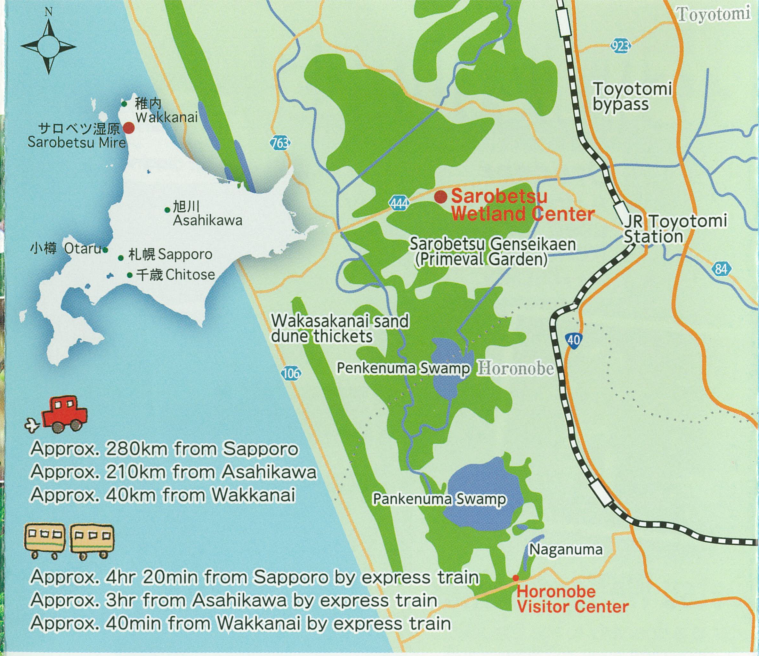 N
Toyotomi
923
稚内
Wakkanai
サロベツ湿原
Sarobetsu Mire
Toyotomi
bypass
763
旭川
Asahikawa
444
Sarobetsu
Wetland Center
JR Toyotomi
Station
小樽 Otaru
札幌 Sapporo
千歳 Chitose
Sarobetsu Genseikaen
(Primeval Garden)
84
Wakasakanai sand
dune thickets
40
106
Penkenuma Swamp
Horonobe
Approx. 280km from Sapporo
Approx. 210km from Asahikawa
Approx. 40km from Wakkanai
Pankenuma Swamp
Naganuma
Approx. 4hr 20min from Sapporo by express train
Approx. 3hr from Asahikawa by express train
Approx. 40min from Wakkanai by express train
Horonobe
Visitor Center